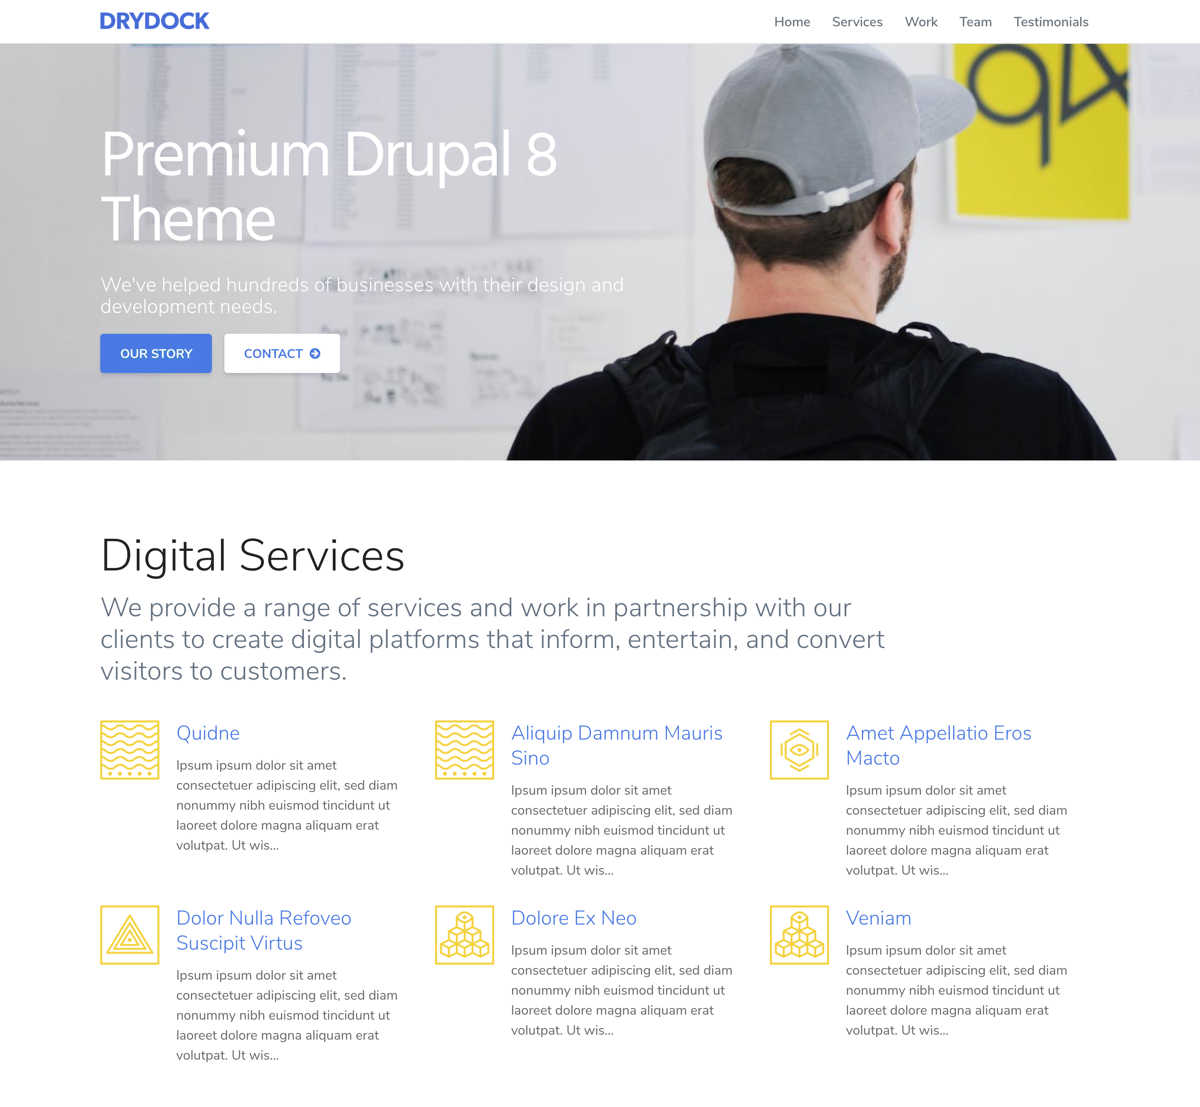 DRYDOCK
Home Services Work Team Testimonials
94
Premium Drupal 8
Theme
We've helped hundreds of businesses with their design and
development needs.
OUR STORY
CONTACT
Digital Services
We provide a range of services and work in partnership with our
clients to create digital platforms that inform, entertain, and convert
visitors to customers.
Quidne
Ipsum ipsum dolor sit amet
consectetuer adipiscing elit, sed diam
nonummy nibh euismod tincidunt ut
laoreet dolore magna aliquam erat
volutpat. Ut wis...
Aliquip Damnum Mauris
Sino
Ipsum ipsum dolor sit amet
consectetuer adipiscing elit, sed diam
nonummy nibh euismod tincidunt ut
laoreet dolore magna aliquam erat
volutpat. Ut wis...
Amet Appellatio Eros
Macto
Ipsum ipsum dolor sit amet
consectetuer adipiscing elit, sed diam
nonummy nibh euismod tincidunt ut
laoreet dolore magna aliquam erat
volutpat. Ut wis...
Dolor Nulla Refoveo
Suscipit Virtus
Ipsum ipsum dolor sit amet
consectetuer adipiscing elit, sed diam
nonummy nibh euismod tincidunt ut
laoreet dolore magna aliquam erat
volutpat. Ut wis...
Dolore Ex Neo
Ipsum ipsum dolor sit amet
consectetuer adipiscing elit, sed diam
nonummy nibh euismod tincidunt ut
laoreet dolore magna aliquam erat
volutpat. Ut wis...
Veniam
Ipsum ipsum dolor sit amet
consectetuer adipiscing elit, sed diam
nonummy nibh euismod tincidunt ut
laoreet dolore magna aliquam erat
volutpat. Ut wis...